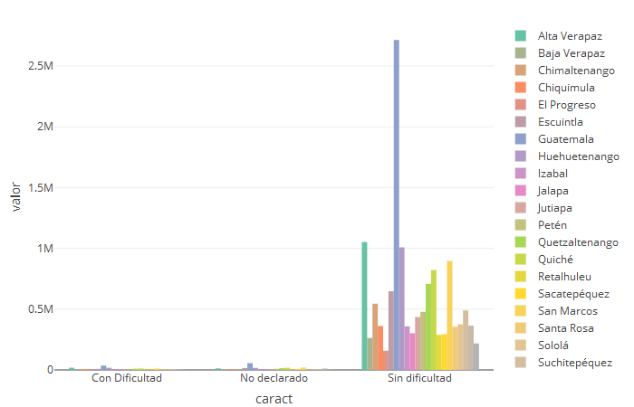 2.5M
2M
1.5M
1M
0.5M
0
valor
Con Dificultad
No declarado
Sin dificultad
caract
Alta Verapaz
Baja Verapaz
Chimaltenango
Chiquimula
El Progreso
Escuintla
Guatemala
Huehuetenango
Izabal
Jalapa
Jutiapa
Petén
Quetzaltenango
Quiché
Retalhuleu
Sacatepéquez
San Marcos
Santa Rosa
Sololá
Suchitepéquez